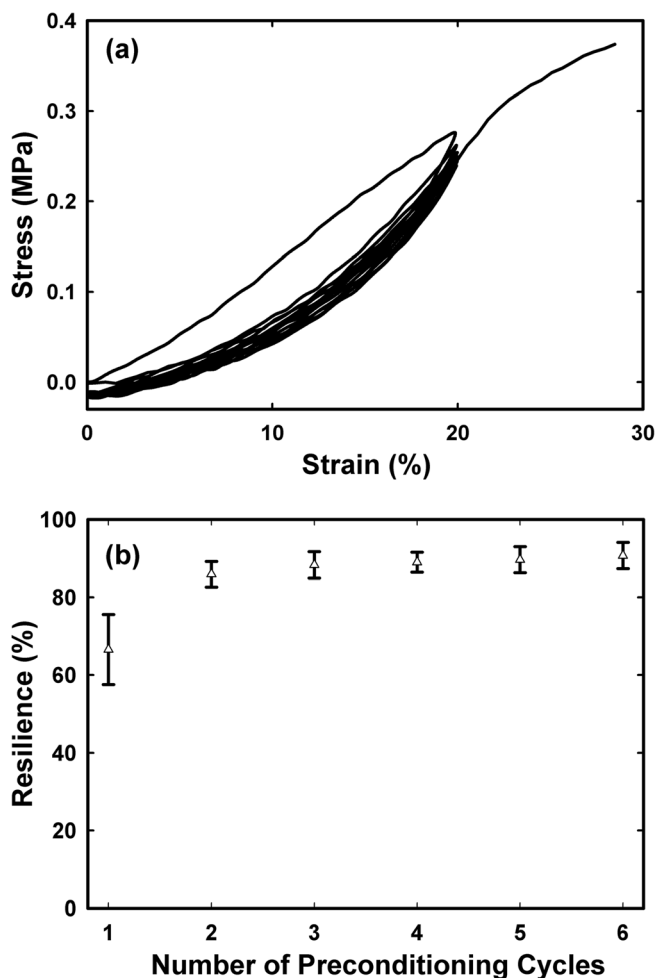 (a)
Stress (MPa)
0.4
0.3
0.2
0.1
0.0
0 10 20 30
Strain (%)
(b)
Resilience (%)
100
80
60
40
20
0
1 2 3 4 5 6
Number of Preconditioning Cycles